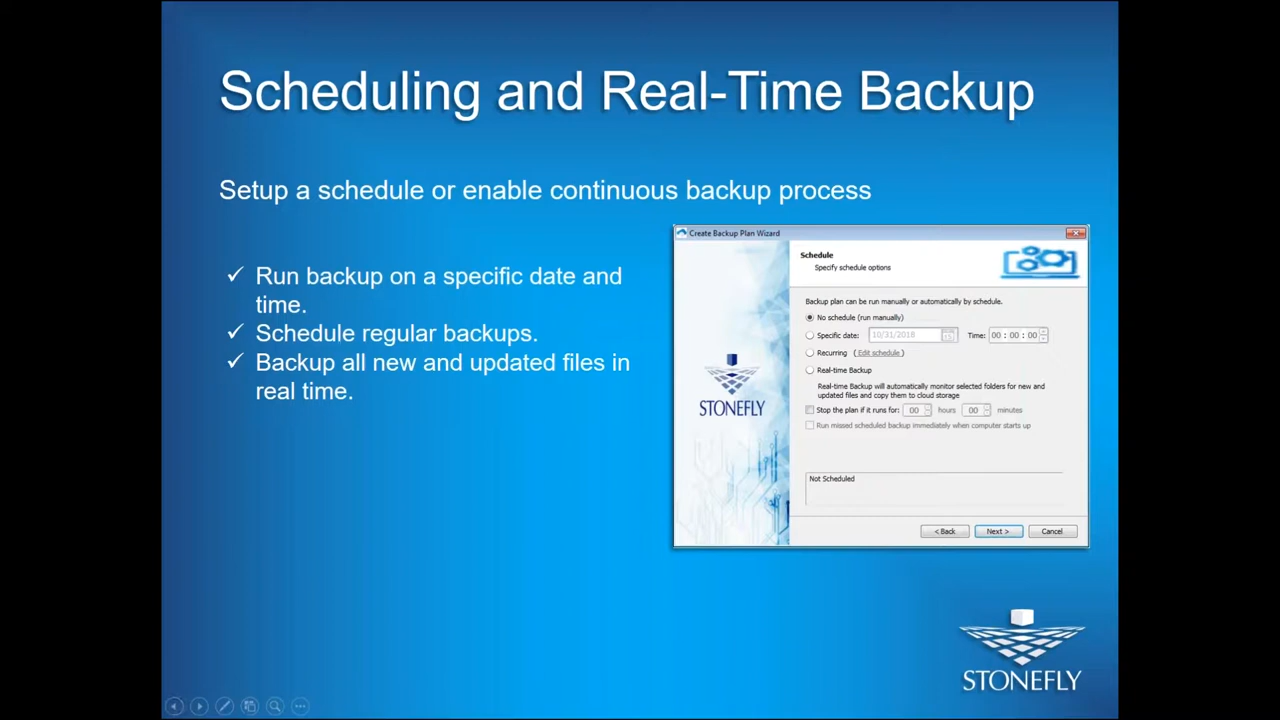 Scheduling and Real-Time Backup
Setup a schedule or enable continuous backup process
✓ Run backup on a specific date and
time.
✓ Schedule regular backups.
✓ Backup all new and updated files in
real time.
Create Backup Plan Wizard
Schedule
Specify schedule options
Backup plan can be run manually or automatically by schedule.
No schedule (run manually)
Specific date: 10/31/2018 Time: 00 : 00 : 00
Recurring (Edit schedule)
Real-time Backup
Real-time Backup will automatically monitor selected folders for new and
updated files and copy them to cloud storage
Stop the plan if it runs for: 00 hours 00 minutes
Run missed scheduled backup immediately when computer starts up
Not Scheduled
< Back Next > Cancel
STONEFLY
STONEFLY